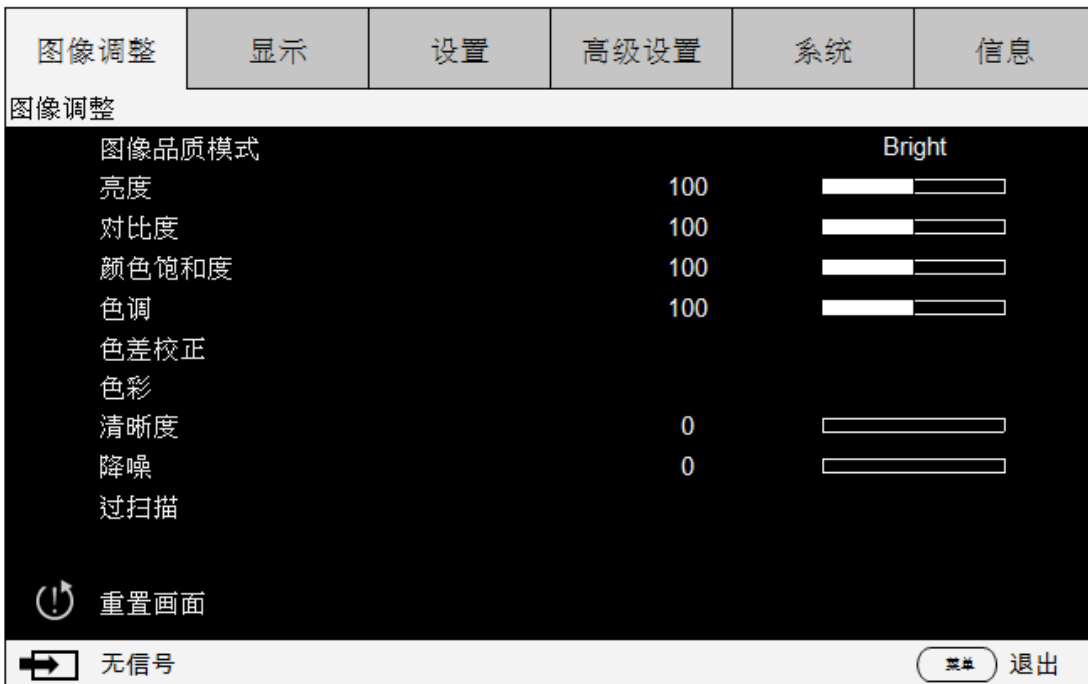 图像调整 显示 设置 高级设置 系统 信息
图像调整
图像品质模式 Bright
亮度 100
对比度 100
颜色饱和度 100
色调 100
色差校正
色彩
清晰度 0
降噪 0
过扫描
重置画面
无信号 菜单 退出